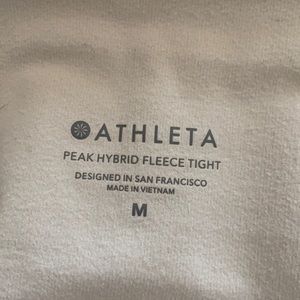 ATHLETA
PEAK HYBRID FLEECE TIGHT
DESIGNED IN SAN FRANCISCO
MADE IN VIETNAM
M